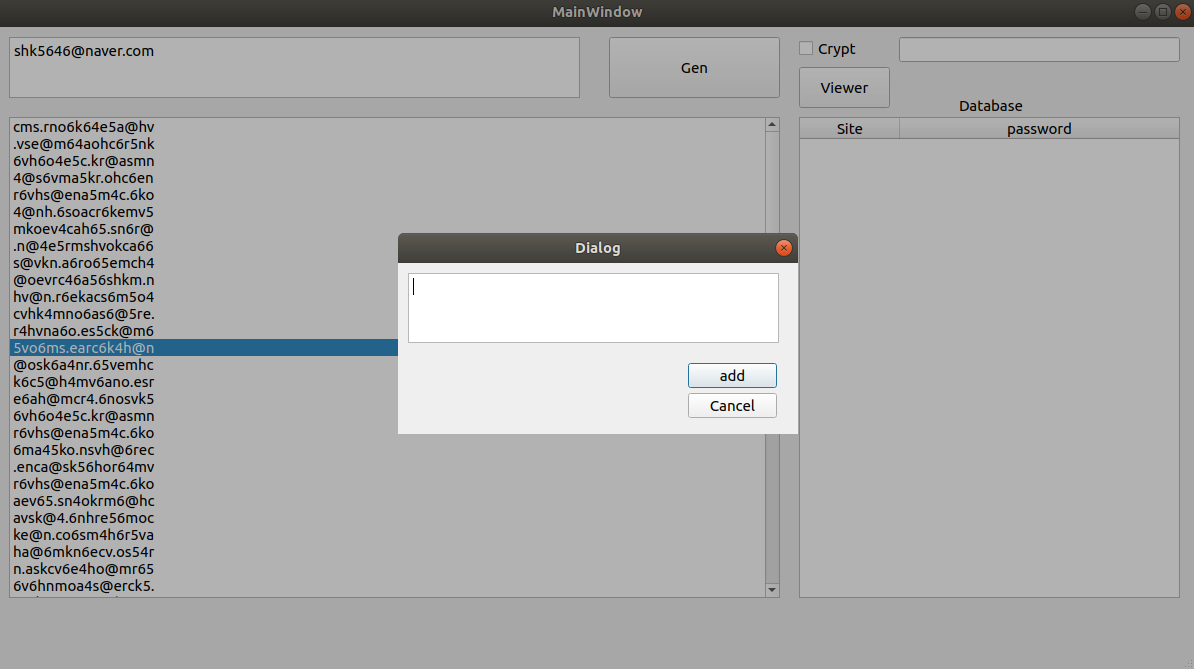 MainWindow
shk5646@naver.com
Gen
Crypt
Viewer
Database
Site password
cms.rno6k64e5a@hv
.vse@m64aohc6r5nk
6vh6o4e5c.kr@asmn
4@s6vma5kr.ohc6en
r6vhs@ena5m4c.6ko
4@nh.6soacr6kemv5
mkoev4cah65.sn6r@
.n@4e5rmshvokca66
s@vkn.a6ro65emch4
@oevrc46a56shkm.n
hv@n.r6ekacs6m5o4
cvhk4mno6as6@5re.
r4hvna6o.es5ck@m6
5vo6ms.earc6k4h@n
@osk6a4nr.65vemhc
k6c5@h4mv6ano.esr
e6ah@mcr4.6nosvk5
6vh6o4e5c.kr@asmn
r6vhs@ena5m4c.6ko
6ma45ko.nsvh@6rec
.enca@sk56hor64mv
r6vhs@ena5m4c.6ko
aev65.sn4okrm6@hc
avsk@4.6nhre56moc
ke@n.co6sm4h6r5va
ha@6mkn6ecv.os54r
n.askcv6e4ho@mr65
6v6hnmoa4s@erck5.
Dialog
add
Cancel